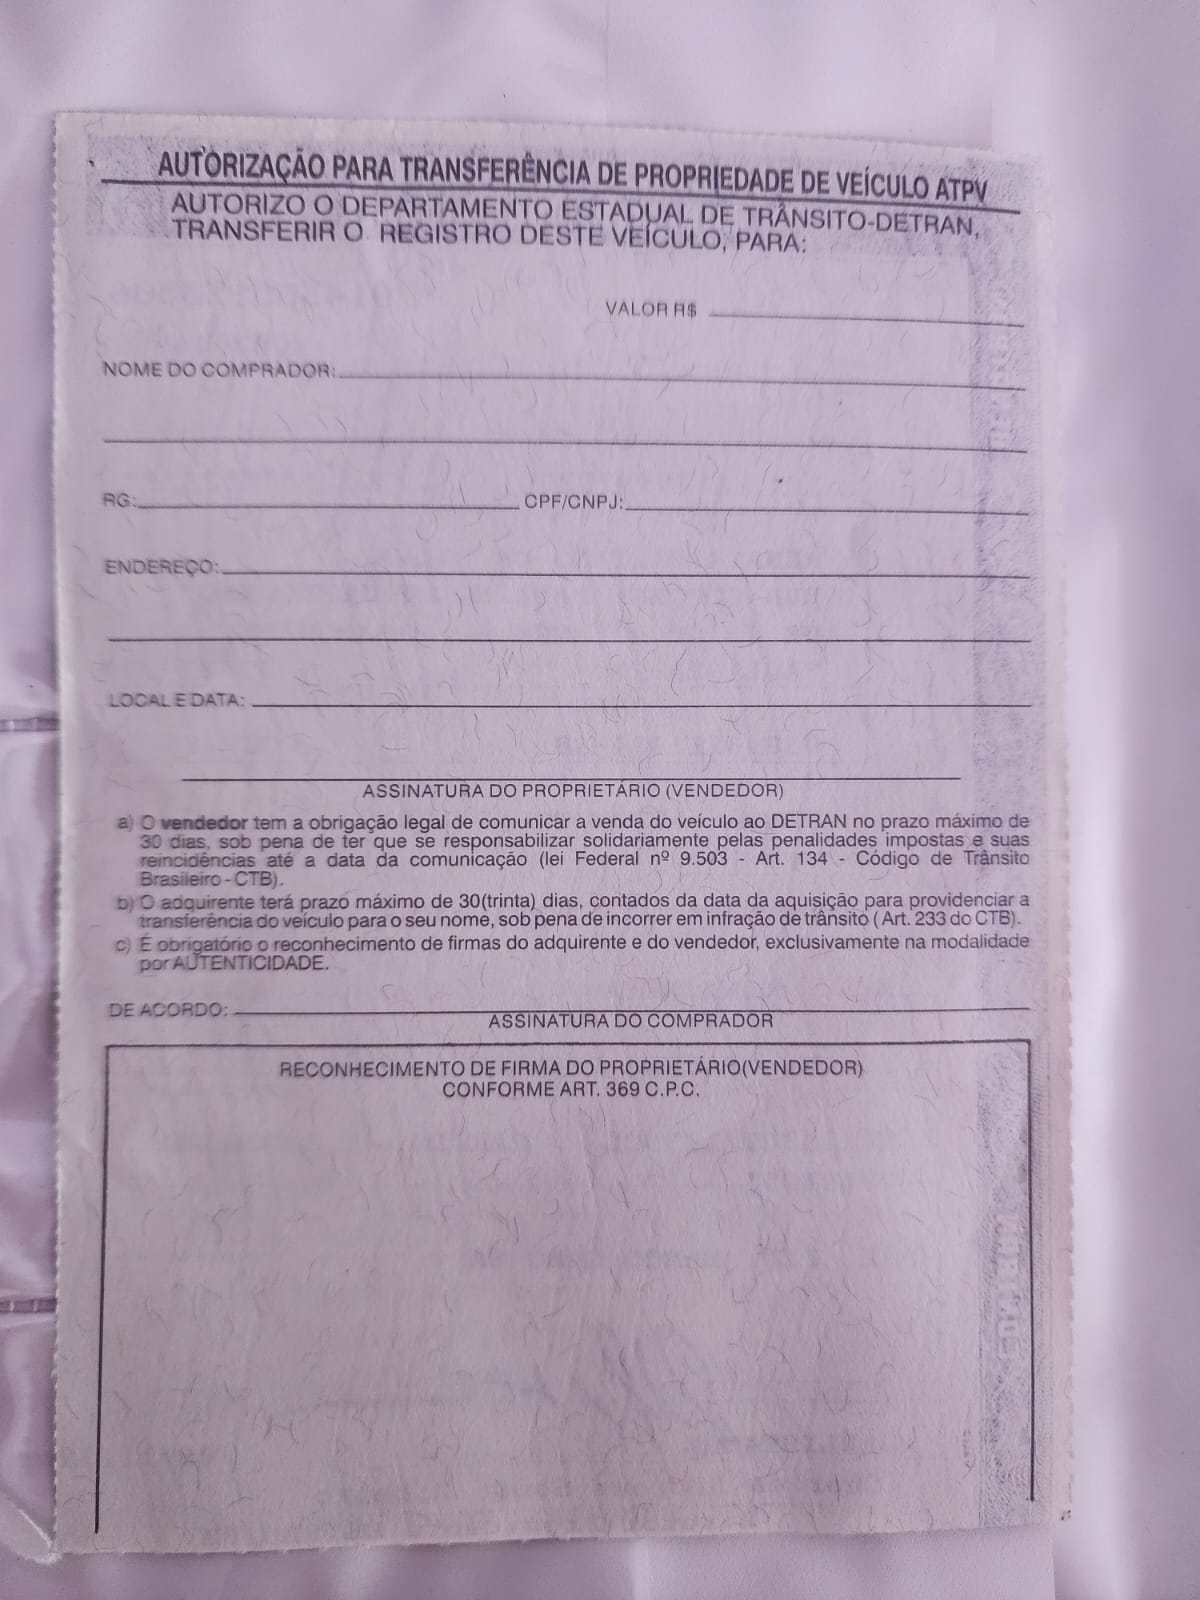 AUTORIZAÇÃO PARA TRANSFERÊNCIA DE PROPRIEDADE DE VEÍCULO ATPV
AUTORIZO O DEPARTAMENTO ESTADUAL DE TRÂNSITO-DETRAN,
TRANSFERIR O REGISTRO DESTE VEÍCULO, PARA:
VALOR R$
NOME DO COMPRADOR:
RG: CPF/CNPJ:
ENDEREÇO:
LOCAL E DATA:
ASSINATURA DO PROPRIETÁRIO (VENDEDOR)
a) O vendedor tem a obrigação legal de comunicar a venda do veículo ao DETRAN no prazo máximo de
30 dias, sob pena de ter que se responsabilizar solidariamente pelas penalidades impostas e suas
reincidências até a data da comunicação (lei Federal nº 9.503 - Art. 134 - Código de Trânsito
Brasileiro - CTB).
b) O adquirente terá prazo máximo de 30(trinta) dias, contados da data da aquisição para providenciar a
transferência do veículo para o seu nome, sob pena de incorrer em infração de trânsito ( Art. 233 do CTB).
c) É obrigatório o reconhecimento de firmas do adquirente e do vendedor, exclusivamente na modalidade
por AUTENTICIDADE.
DE ACORDO:
ASSINATURA DO COMPRADOR
RECONHECIMENTO DE FIRMA DO PROPRIETÁRIO(VENDEDOR)
CONFORME ART. 369 C.P.C.